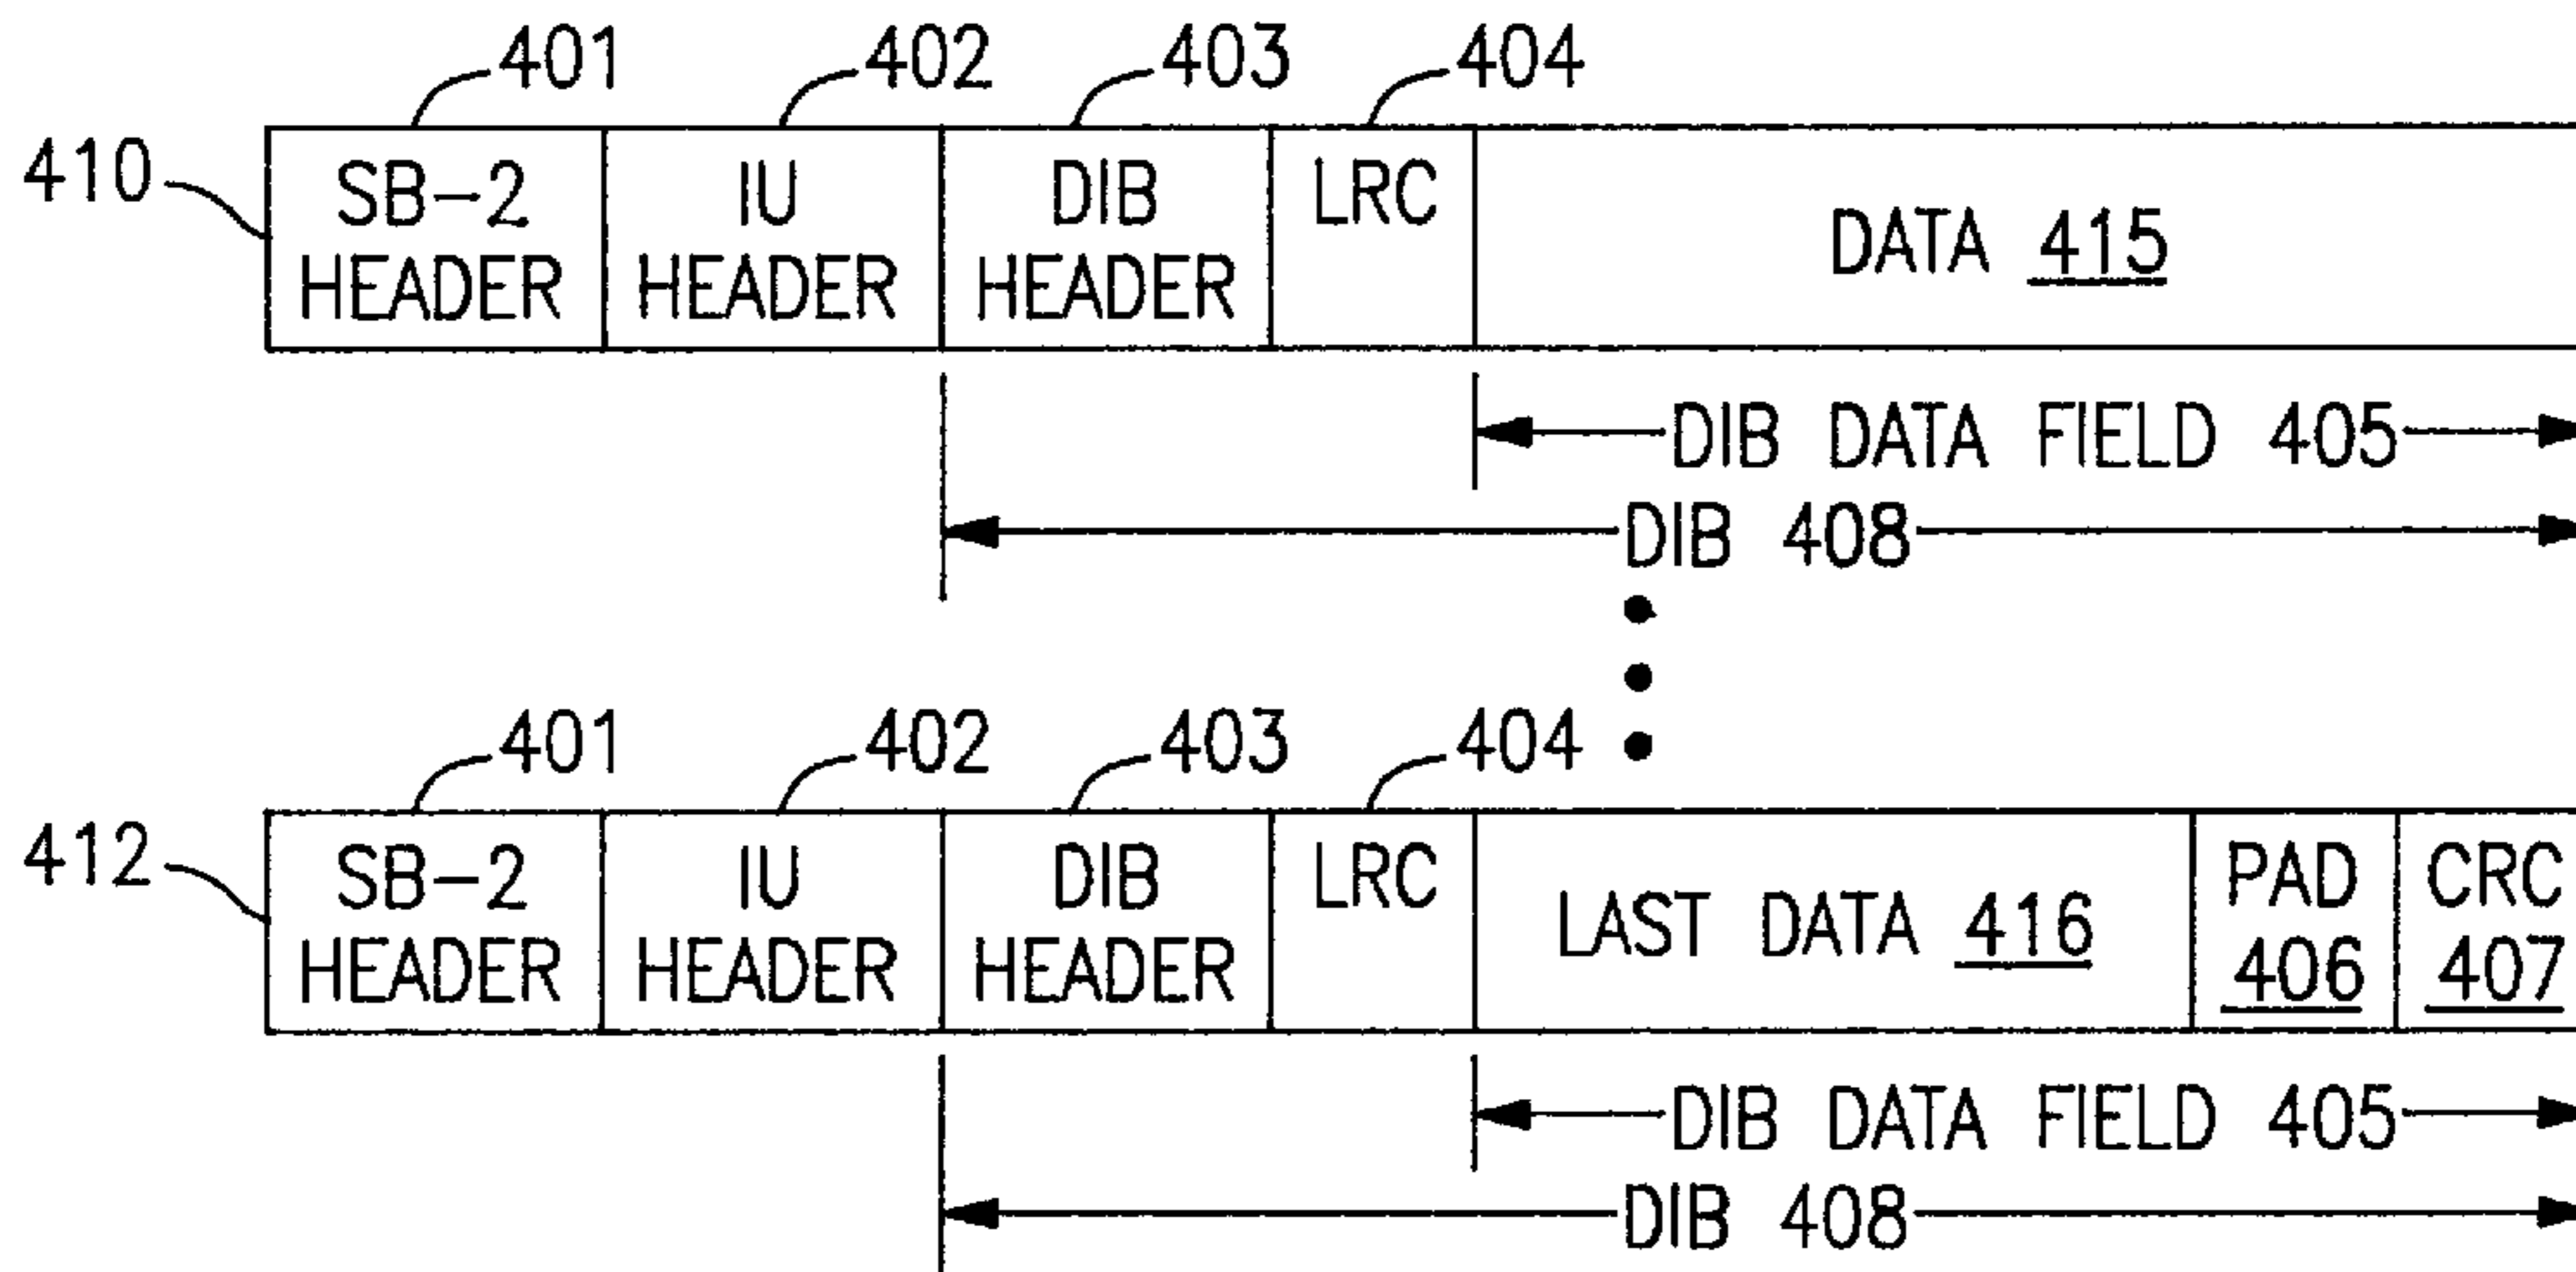 401 402 403 404
410
SB-2 HEADER
IU HEADER
DIB HEADER
LRC
DATA 415
DIB DATA FIELD 405
DIB 408
401 402 403 404
412
SB-2 HEADER
IU HEADER
DIB HEADER
LRC
LAST DATA 416
PAD 406
CRC 407
DIB DATA FIELD 405
DIB 408